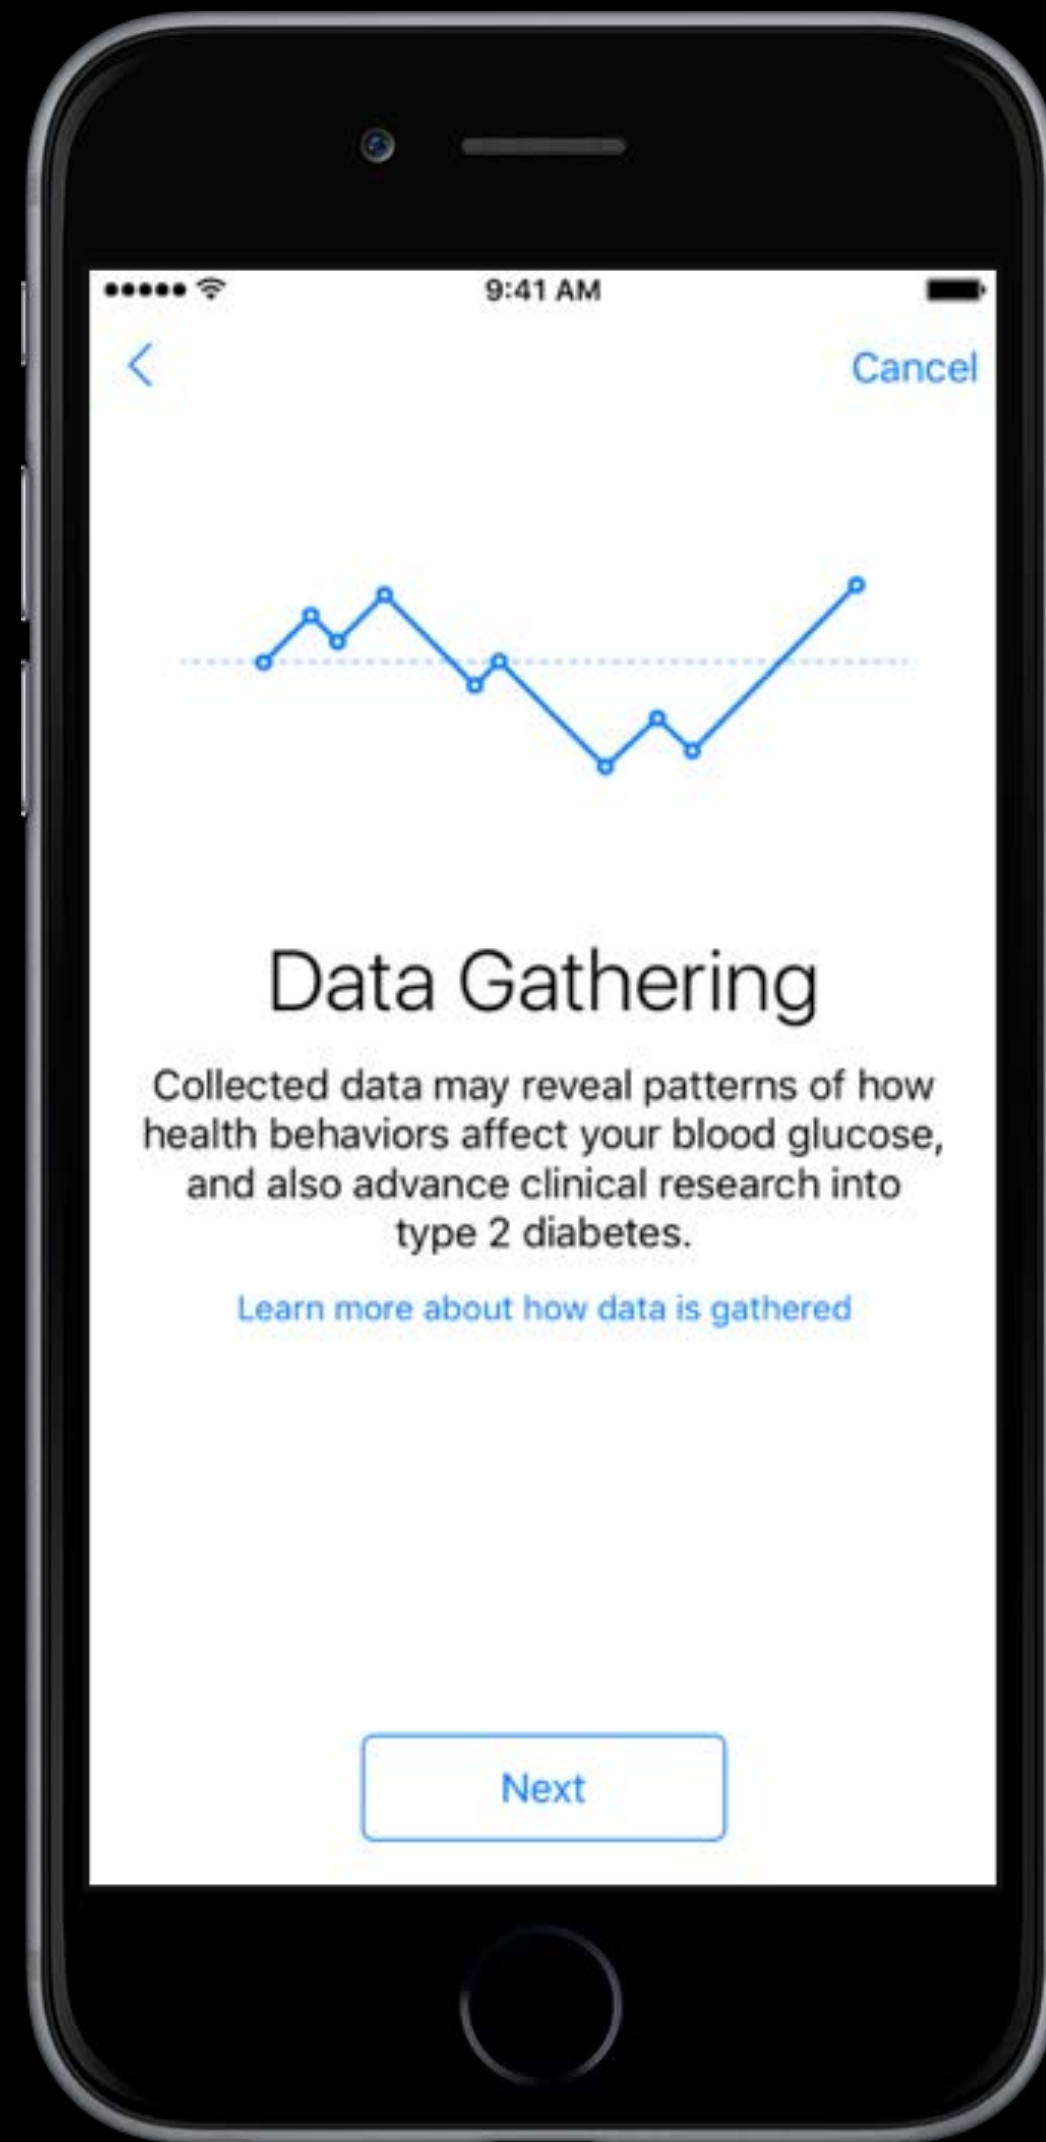 9:41 AM
Cancel
Data Gathering
Collected data may reveal patterns of how
health behaviors affect your blood glucose,
and also advance clinical research into
type 2 diabetes.
Learn more about how data is gathered
Next